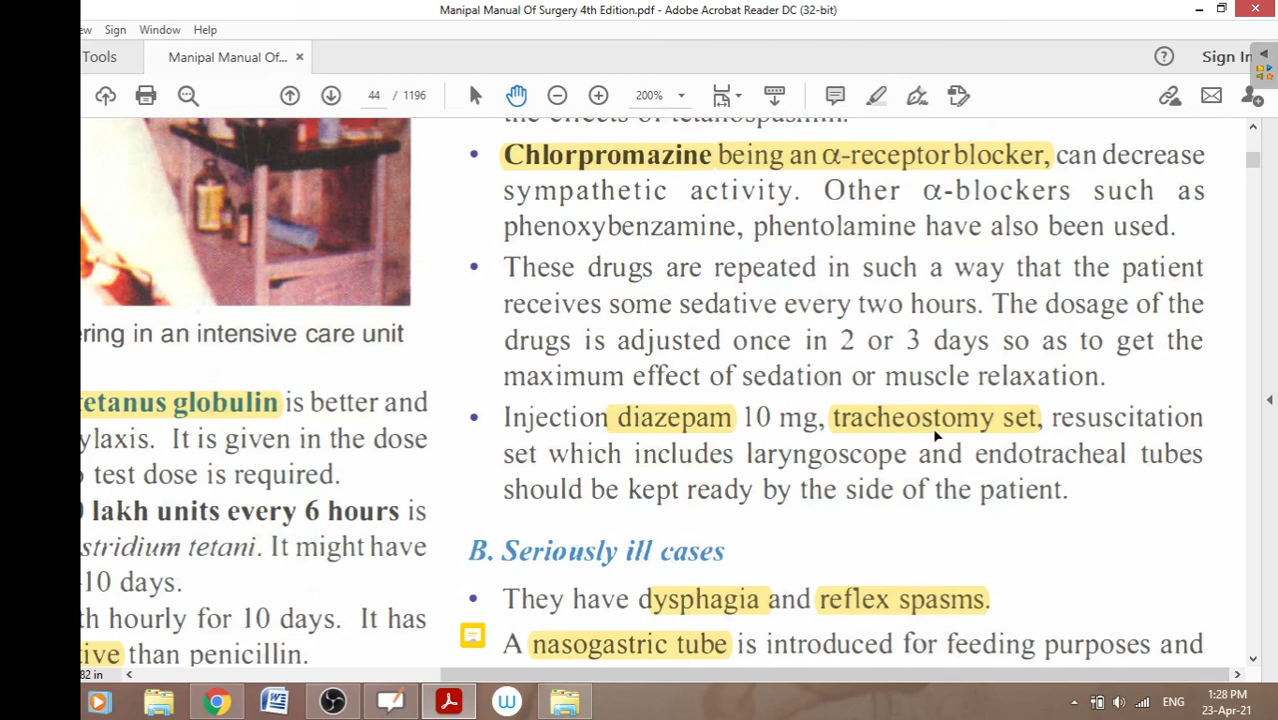 Manipal Manual Of Surgery 4th Edition.pdf - Adobe Acrobat Reader DC (32-bit)
ew Sign Window Help
Tools Manipal Manual Of... × Sign In
44 / 1196 200%
the effects of tetanospasmin.
• Chlorpromazine being an α-receptor blocker, can decrease
sympathetic activity. Other α-blockers such as
phenoxybenzamine, phentolamine have also been used.
• These drugs are repeated in such a way that the patient
receives some sedative every two hours. The dosage of the
drugs is adjusted once in 2 or 3 days so as to get the
maximum effect of sedation or muscle relaxation.
• Injection diazepam 10 mg, tracheostomy set, resuscitation
set which includes laryngoscope and endotracheal tubes
should be kept ready by the side of the patient.
B. Seriously ill cases
• They have dysphagia and reflex spasms.
A nasogastric tube is introduced for feeding purposes and
ering in an intensive care unit
tetanus globulin is better and
ylaxis. It is given in the dose
test dose is required.
lakh units every 6 hours is
stridium tetani. It might have
-10 days.
th hourly for 10 days. It has
tive than penicillin.
82 in
ENG
1:28 PM
23-Apr-21